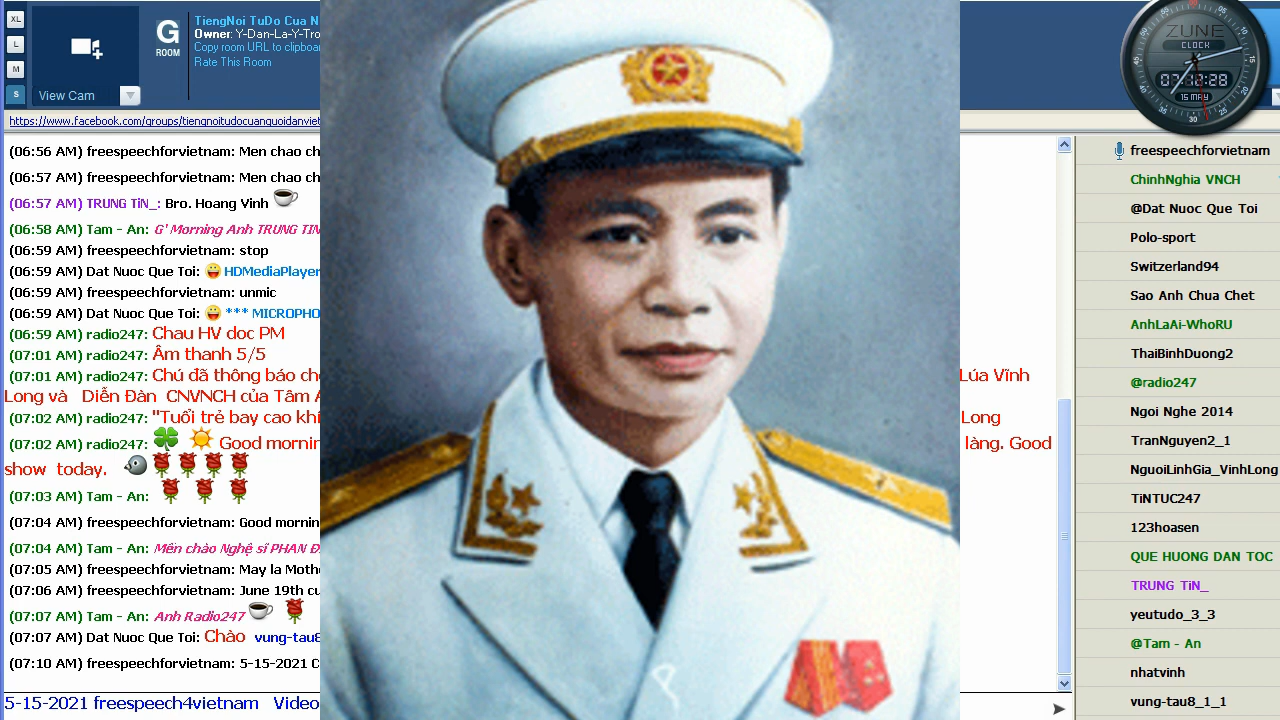 XL
L
M
S
View Cam
G
ROOM
TiengNoi TuDo Cua N
Owner: Y-Dan-La-Y-Tro
Copy room URL to clipboar
Rate This Room
https://www.facebook.com/groups/tiengnoitudocuanguoidanviet
ZUNE
CLOCK
07:18:28
15 MAY
(06:56 AM) freespeechforvietnam: Men chao ch
(06:57 AM) freespeechforvietnam: Men chao ch
(06:57 AM) TRUNG TiN_: Bro. Hoang Vinh
(06:58 AM) Tam - An: G' Morning Anh TRUNG TIN
(06:59 AM) freespeechforvietnam: stop
(06:59 AM) Dat Nuoc Que Toi: HDMediaPlayer
(06:59 AM) freespeechforvietnam: unmic
(06:59 AM) Dat Nuoc Que Toi: *** MICROPHO
(06:59 AM) radio247: Chau HV doc PM
(07:01 AM) radio247: Âm thanh 5/5
(07:01 AM) radio247: Chú đã thông báo cho Lúa Vĩnh
Long và Diễn Đàn CNVNCH của Tâm A
(07:02 AM) radio247: "Tuổi trẻ bay cao khí Long
(07:02 AM) radio247: Good mornin làng. Good
show today.
(07:03 AM) Tam - An:
(07:04 AM) freespeechforvietnam: Good mornin
(07:04 AM) Tam - An: Mến chào Nghệ sĩ PHAN Đ
(07:05 AM) freespeechforvietnam: May la Moth
(07:06 AM) freespeechforvietnam: June 19th cu
(07:07 AM) Tam - An: Anh Radio247
(07:07 AM) Dat Nuoc Que Toi: Chào vung-tau8
(07:10 AM) freespeechforvietnam: 5-15-2021 C
5-15-2021 freespeech4vietnam Video
freespeechforvietnam
ChinhNghia VNCH
@Dat Nuoc Que Toi
Polo-sport
Switzerland94
Sao Anh Chua Chet
AnhLaAi-WhoRU
ThaiBinhDuong2
@radio247
Ngoi Nghe 2014
TranNguyen2_1
NguoiLinhGia_VinhLong
TiNTUC247
123hoasen
QUE HUONG DAN TOC
TRUNG TiN_
yeutudo_3_3
@Tam - An
nhatvinh
vung-tau8_1_1